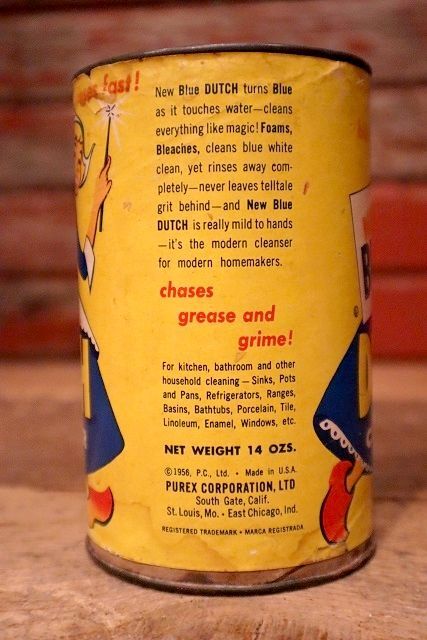 fast!
New Blue DUTCH turns Blue
as it touches water—cleans
everything like magic! Foams,
Bleaches, cleans blue white
clean, yet rinses away com-
pletely—never leaves telltale
grit behind—and New Blue
DUTCH is really mild to hands
—it's the modern cleanser
for modern homemakers.
chases
grease and
grime!
For kitchen, bathroom and other
household cleaning — Sinks, Pots
and Pans, Refrigerators, Ranges,
Basins, Bathtubs, Porcelain, Tile,
Linoleum, Enamel, Windows, etc.
NET WEIGHT 14 OZS.
©1956, P.C., Ltd. • Made in U.S.A.
PUREX CORPORATION, LTD
South Gate, Calif.
St. Louis, Mo. • East Chicago, Ind.
REGISTERED TRADEMARK • MARCA REGISTRADA